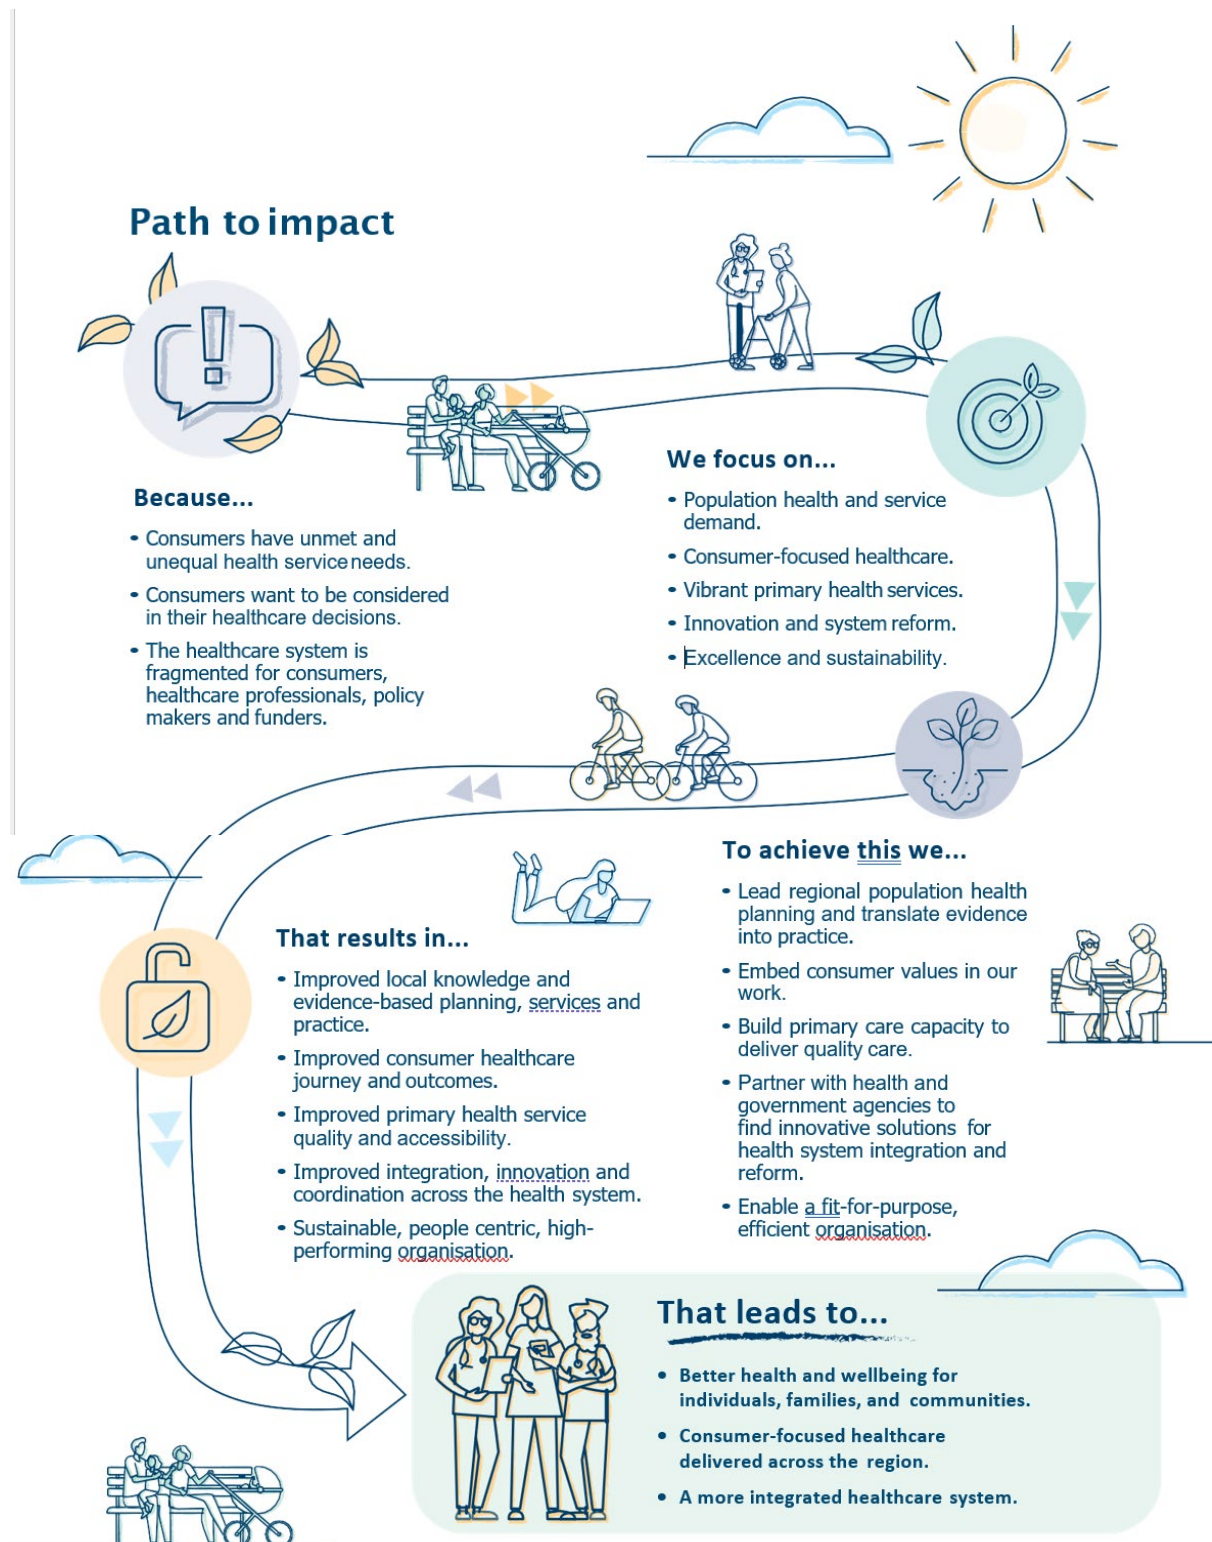 Path to impact
Because...
• Consumers have unmet and
unequal health service needs.
• Consumers want to be considered
in their healthcare decisions.
• The healthcare system is
fragmented for consumers,
healthcare professionals, policy
makers and funders.
We focus on...
• Population health and service
demand.
• Consumer-focused healthcare.
• Vibrant primary health services.
• Innovation and system reform.
• Excellence and sustainability.
To achieve this we...
• Lead regional population health
planning and translate evidence
into practice.
• Embed consumer values in our
work.
• Build primary care capacity to
deliver quality care.
• Partner with health and
government agencies to
find innovative solutions for
health system integration and
reform.
• Enable a fit-for-purpose,
efficient organisation.
That results in...
• Improved local knowledge and
evidence-based planning, services and
practice.
• Improved consumer healthcare
journey and outcomes.
• Improved primary health service
quality and accessibility.
• Improved integration, innovation and
coordination across the health system.
• Sustainable, people centric, high-
performing organisation.
That leads to...
• Better health and wellbeing for
individuals, families, and communities.
• Consumer-focused healthcare
delivered across the region.
• A more integrated healthcare system.